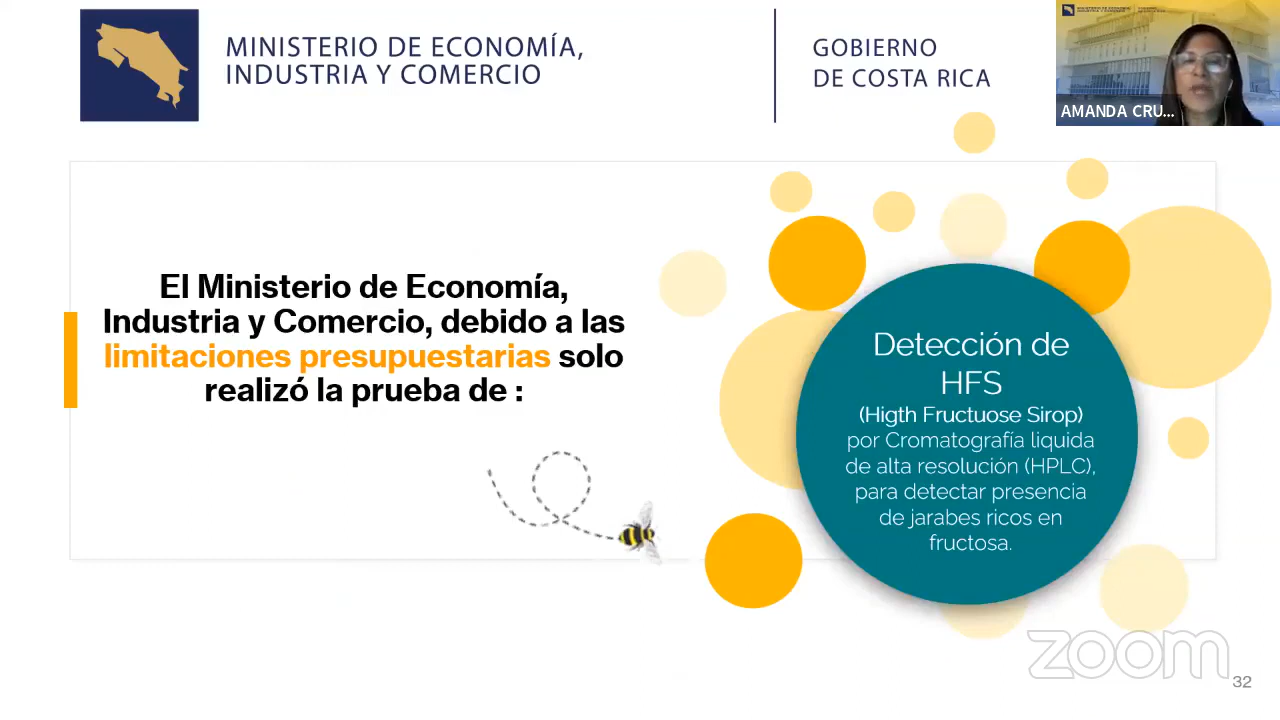 MINISTERIO DE ECONOMÍA,
INDUSTRIA Y COMERCIO
GOBIERNO
DE COSTA RICA
AMANDA CRU...
El Ministerio de Economía,
Industria y Comercio, debido a las
limitaciones presupuestarias solo
realizó la prueba de :
Detección de
HFS
(Higth Fructuose Sirop)
por Cromatografía liquida
de alta resolución (HPLC),
para detectar presencia
de jarabes ricos en
fructosa.
zoom
32